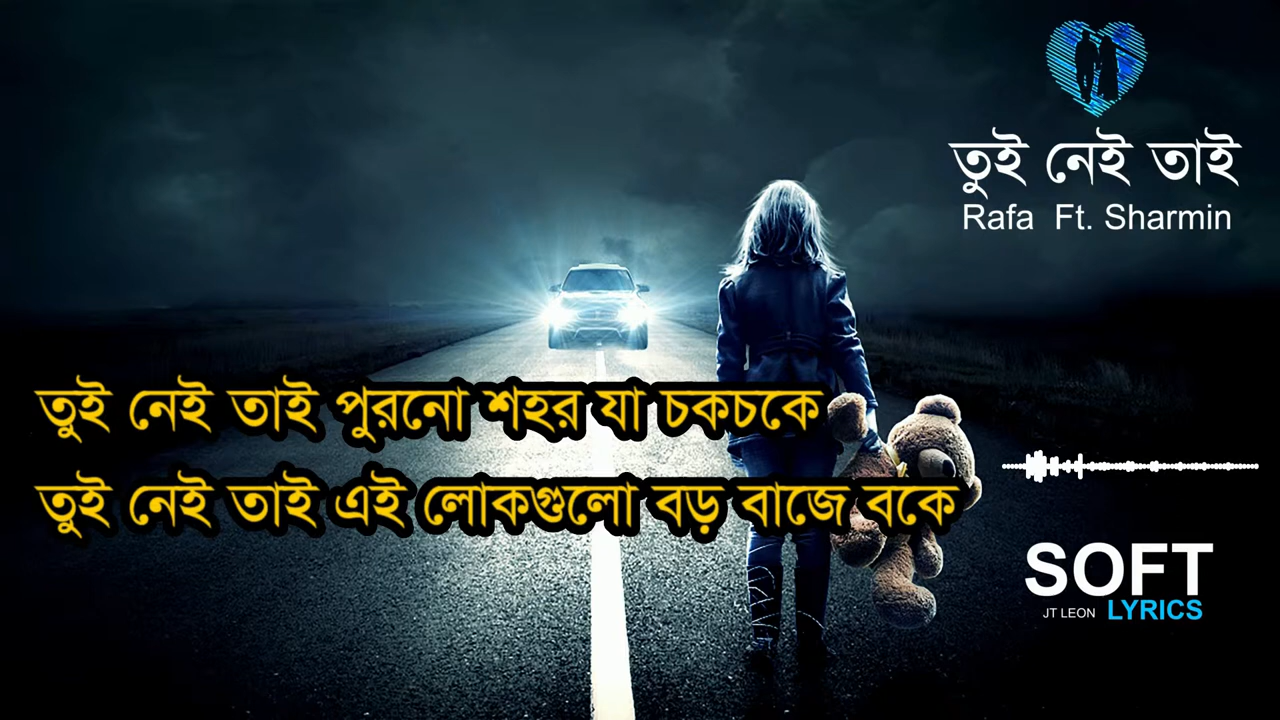 তুই নেই তাই
Rafa Ft. Sharmin
তুই নেই তাই পুরনো শহর যা চকচকে
তুই নেই তাই এই লোকগুলো বড় বাজে বকে
SOFT
JT LEON LYRICS